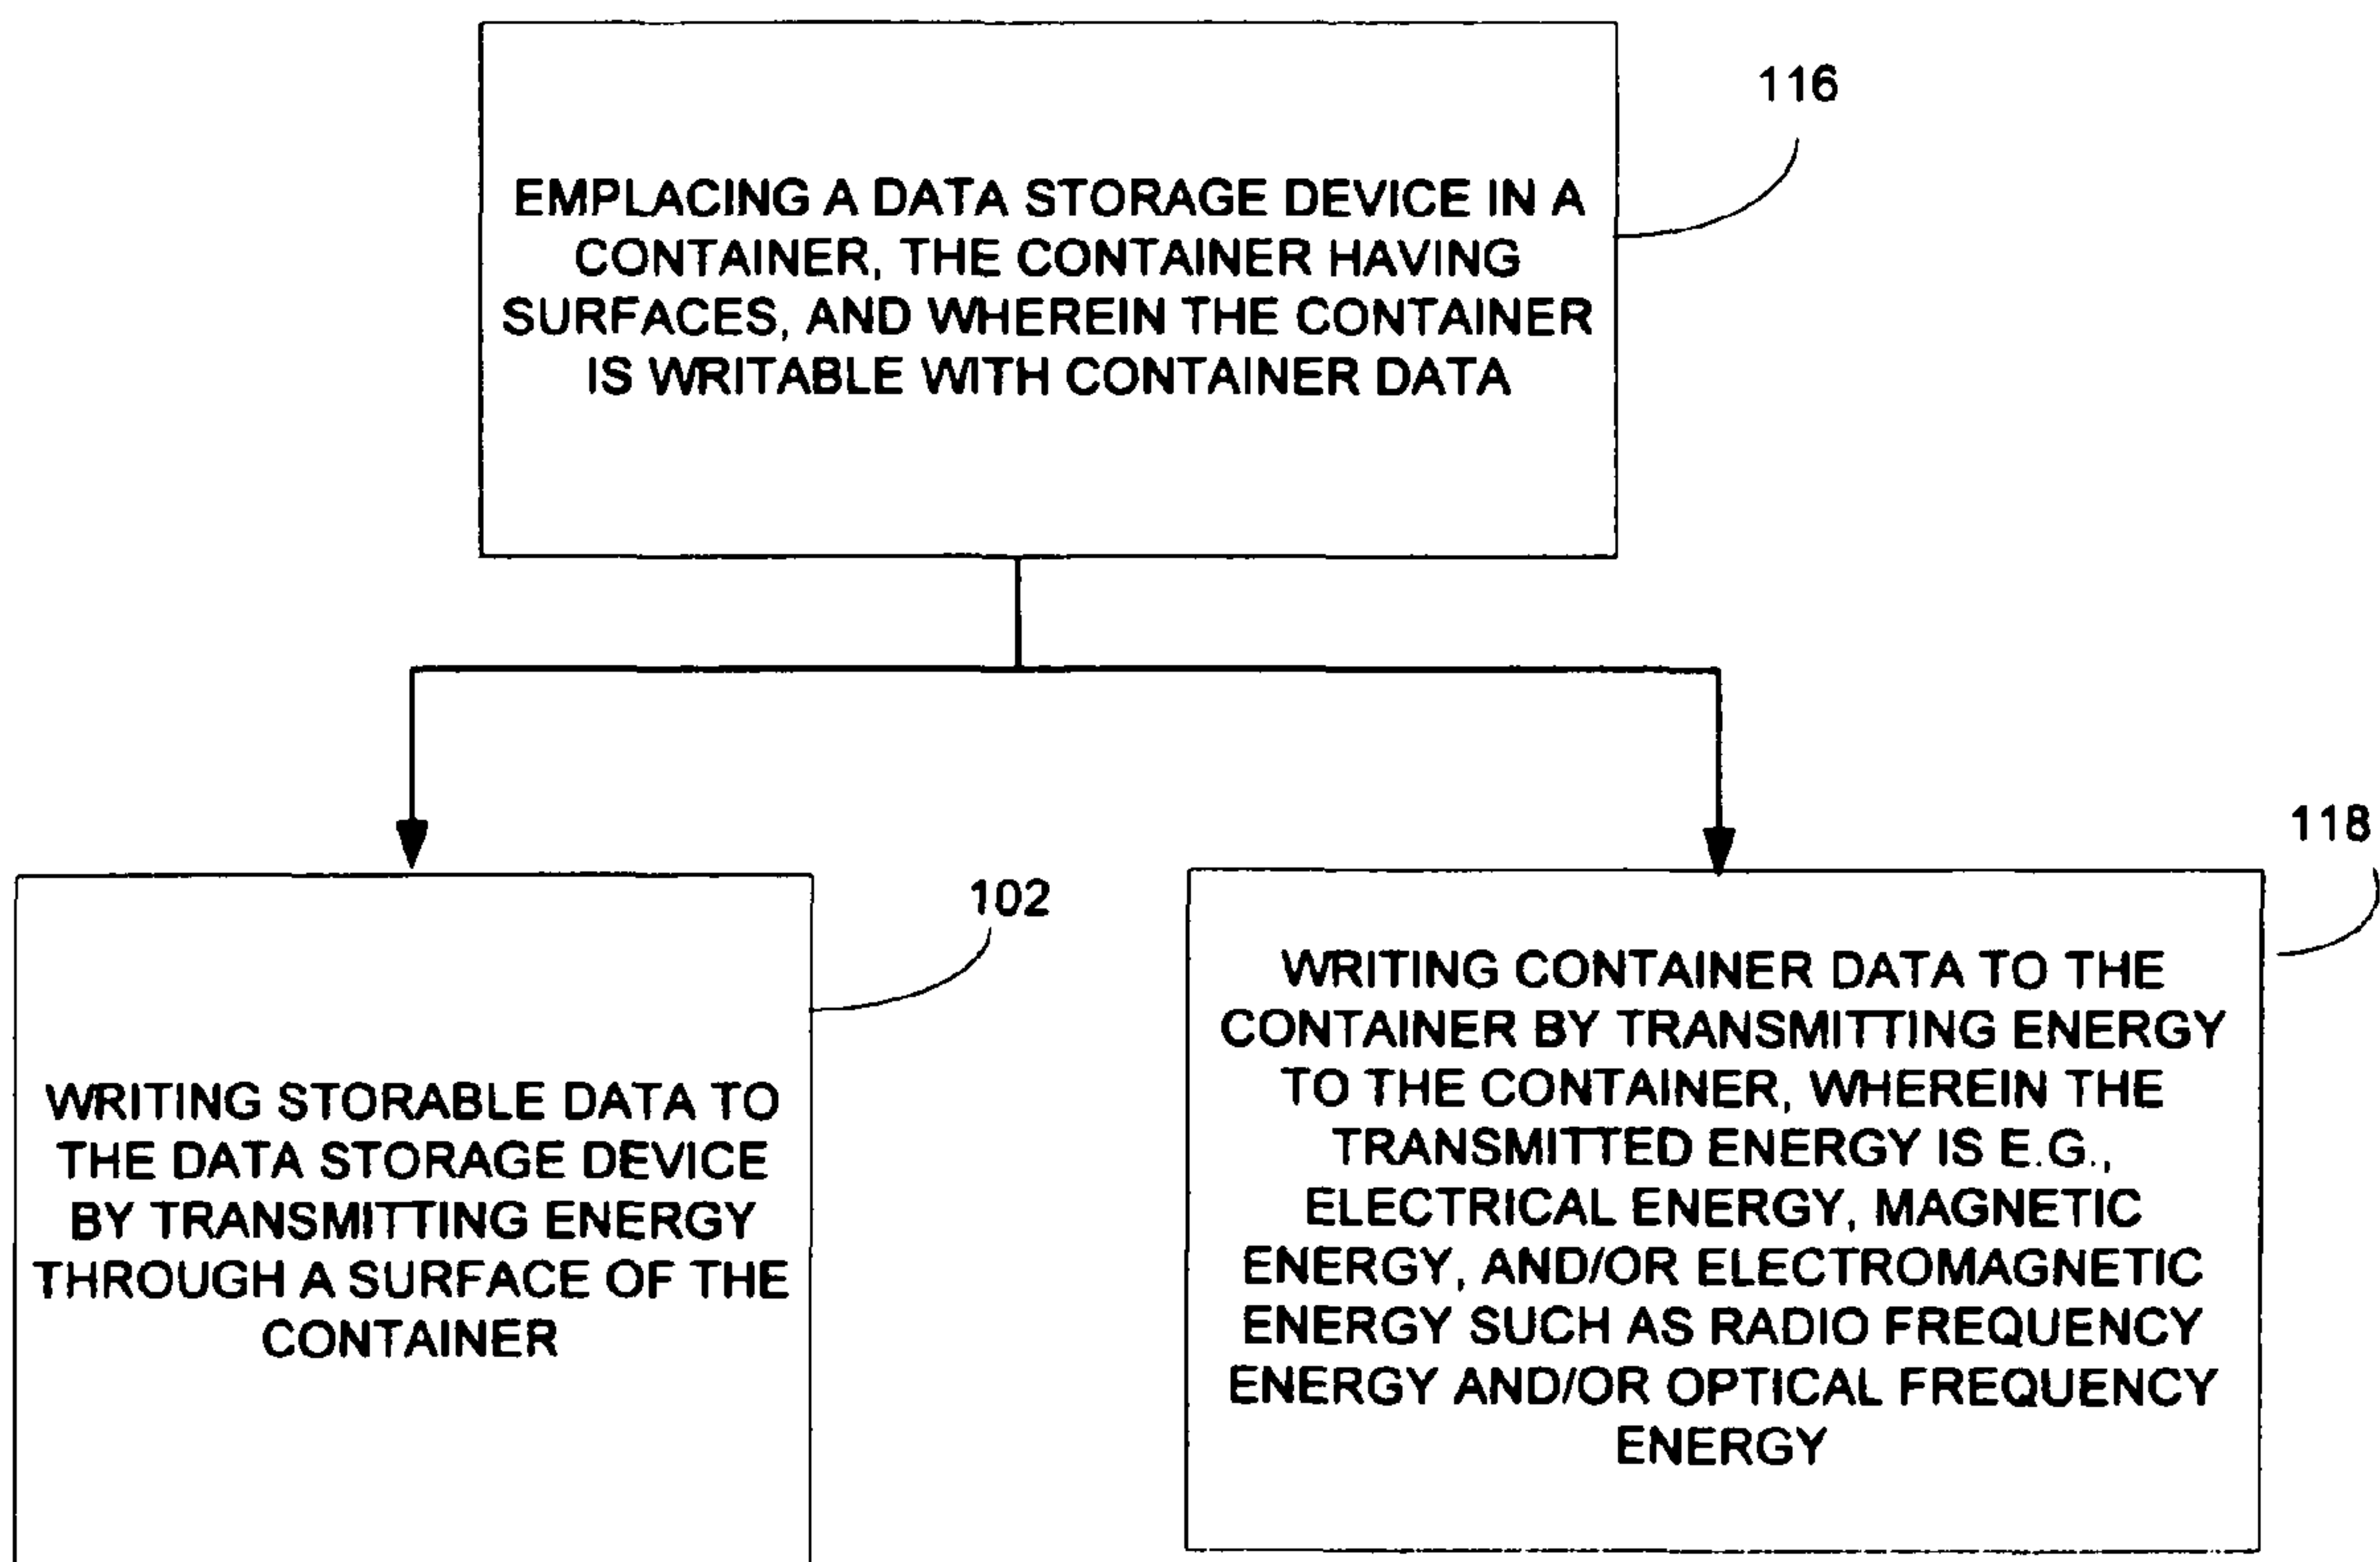 116
EMPLACING A DATA STORAGE DEVICE IN A
CONTAINER, THE CONTAINER HAVING
SURFACES, AND WHEREIN THE CONTAINER
IS WRITABLE WITH CONTAINER DATA
118
102
WRITING STORABLE DATA TO
THE DATA STORAGE DEVICE
BY TRANSMITTING ENERGY
THROUGH A SURFACE OF THE
CONTAINER
WRITING CONTAINER DATA TO THE
CONTAINER BY TRANSMITTING ENERGY
TO THE CONTAINER, WHEREIN THE
TRANSMITTED ENERGY IS E.G.,
ELECTRICAL ENERGY, MAGNETIC
ENERGY, AND/OR ELECTROMAGNETIC
ENERGY SUCH AS RADIO FREQUENCY
ENERGY AND/OR OPTICAL FREQUENCY
ENERGY